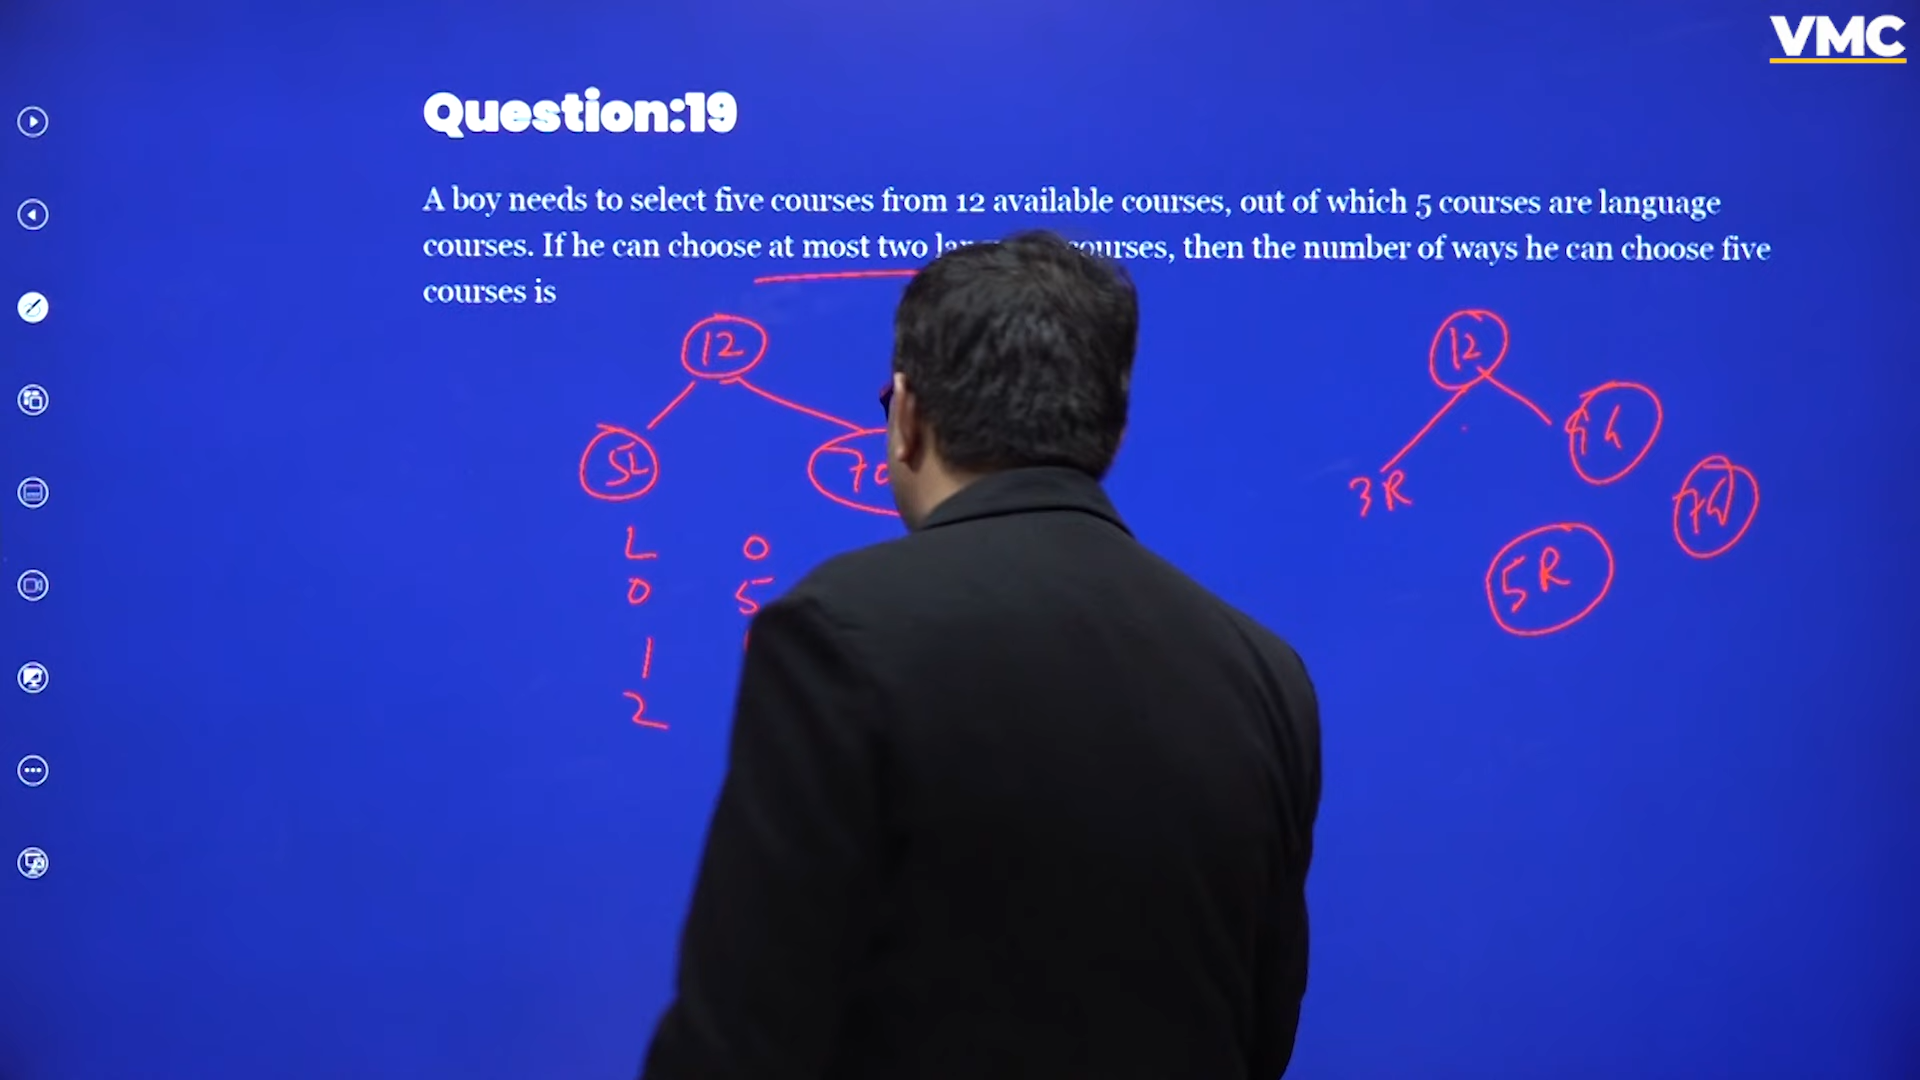 VMC
Question:19
A boy needs to select five courses from 12 available courses, out of which 5 courses are language
courses. If he can choose at most two courses, then the number of ways he can choose five
courses is
12
12
5L
3R
L O
0 5
5R
1
2